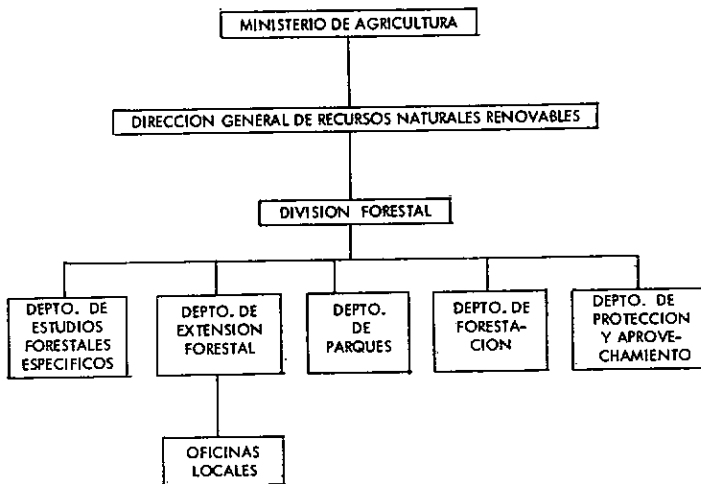 MINISTERIO DE AGRICULTURA
DIRECCION GENERAL DE RECURSOS NATURALES RENOVABLES
DIVISION FORESTAL
DEPTO. DE
ESTUDIOS
FORESTALES
ESPECIFICOS
DEPTO. DE
EXTENSION
FORESTAL
DEPTO.
DE
PARQUES
DEPTO. DE
FORESTA-
CION
DEPTO. DE
PROTECCION
Y APROVE-
CHAMIENTO
OFICINAS
LOCALES